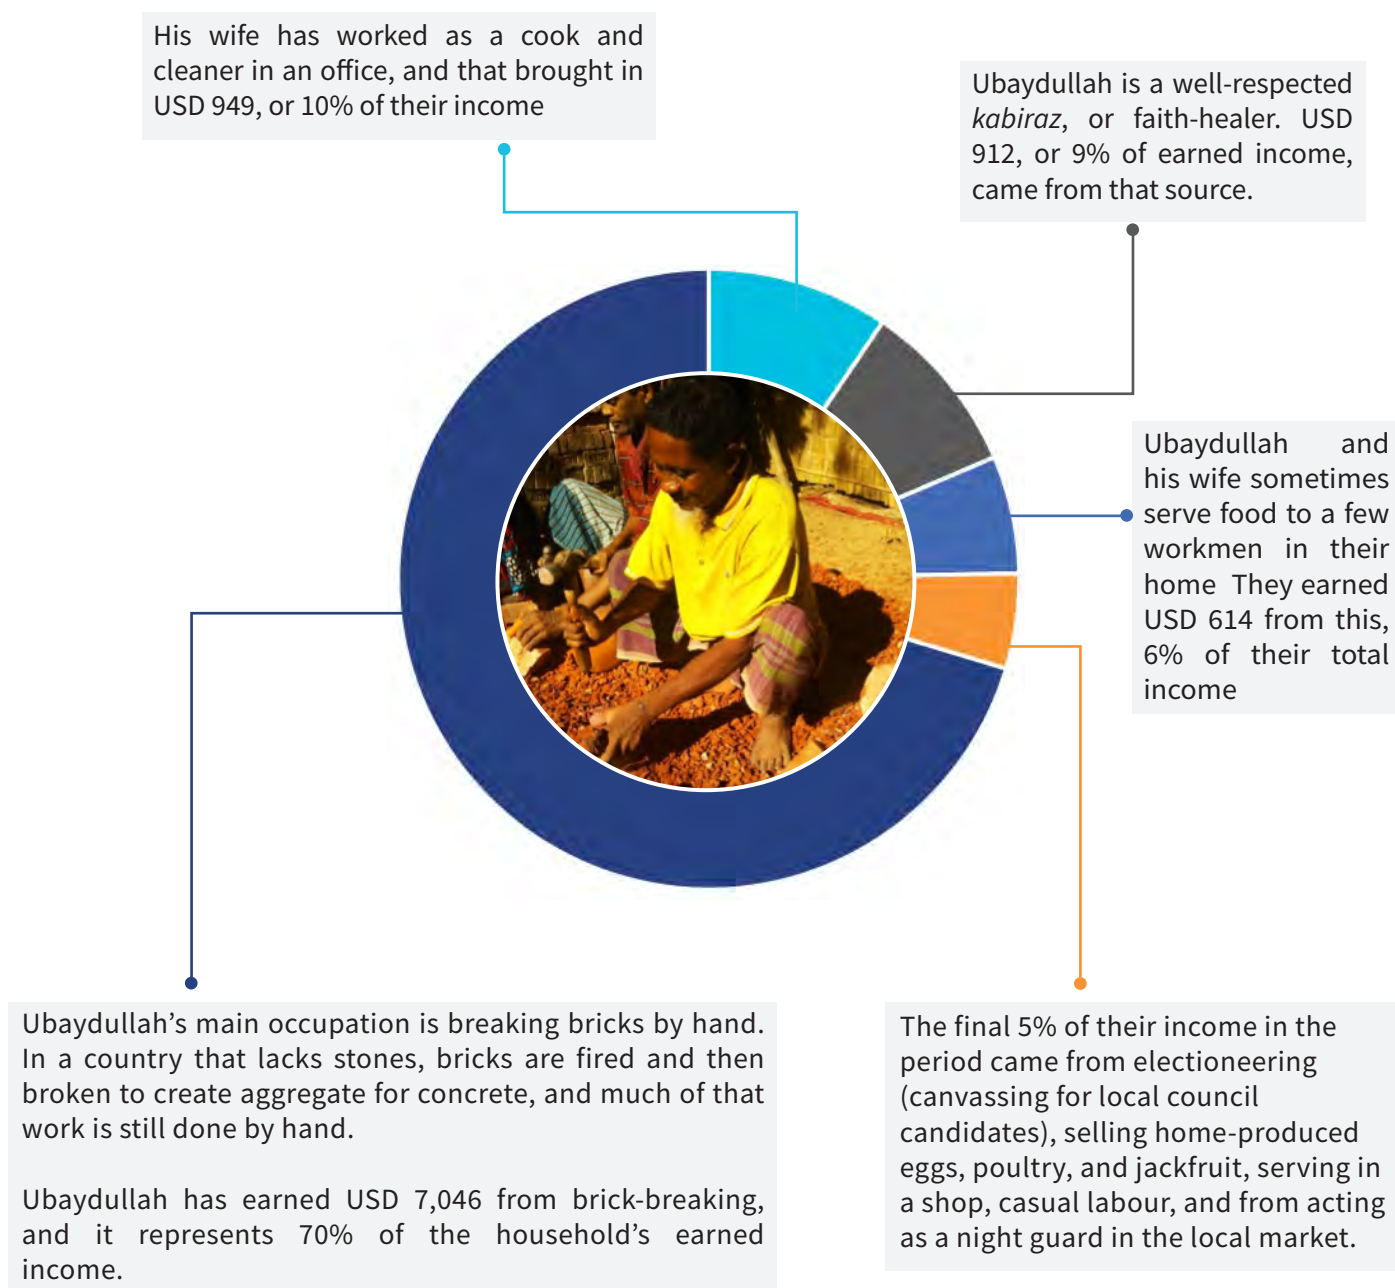 His wife has worked as a cook and
cleaner in an office, and that brought in
USD 949, or 10% of their income
Ubaydullah is a well-respected
kabiraz, or faith-healer. USD
912, or 9% of earned income,
came from that source.
Ubaydullah and
his wife sometimes
serve food to a few
workmen in their
home They earned
USD 614 from this,
6% of their total
income
Ubaydullah’s main occupation is breaking bricks by hand.
In a country that lacks stones, bricks are fired and then
broken to create aggregate for concrete, and much of that
work is still done by hand.
Ubaydullah has earned USD 7,046 from brick-breaking,
and it represents 70% of the household’s earned
income.
The final 5% of their income in the
period came from electioneering
(canvassing for local council
candidates), selling home-produced
eggs, poultry, and jackfruit, serving in
a shop, casual labour, and from acting
as a night guard in the local market.